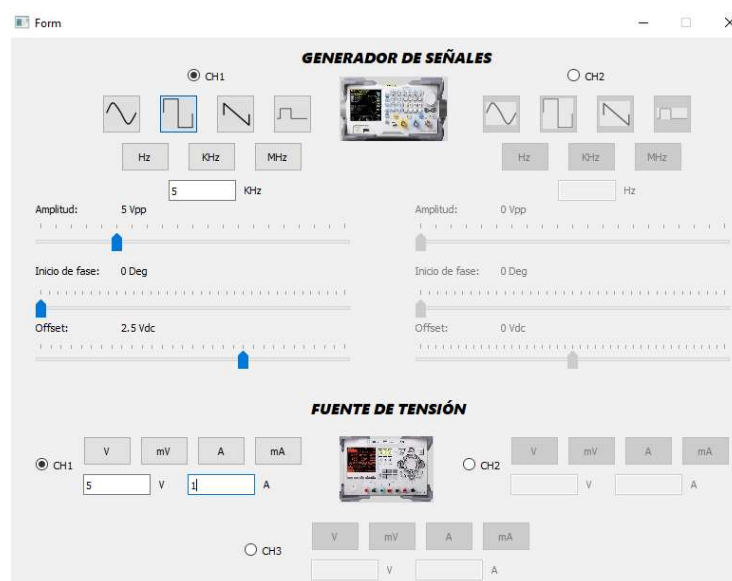 Form
GENERADOR DE SEÑALES
CH1
CH2
Hz KHz MHz
Hz KHz MHz
5 KHz
Hz
Amplitud: 5 Vpp
Amplitud: 0 Vpp
Inicio de fase: 0 Deg
Inicio de fase: 0 Deg
Offset: 2.5 Vdc
Offset: 0 Vdc
FUENTE DE TENSIÓN
CH1
V mV A mA
5 V 1 A
CH2
V mV A mA
V A
CH3
V mV A mA
V A